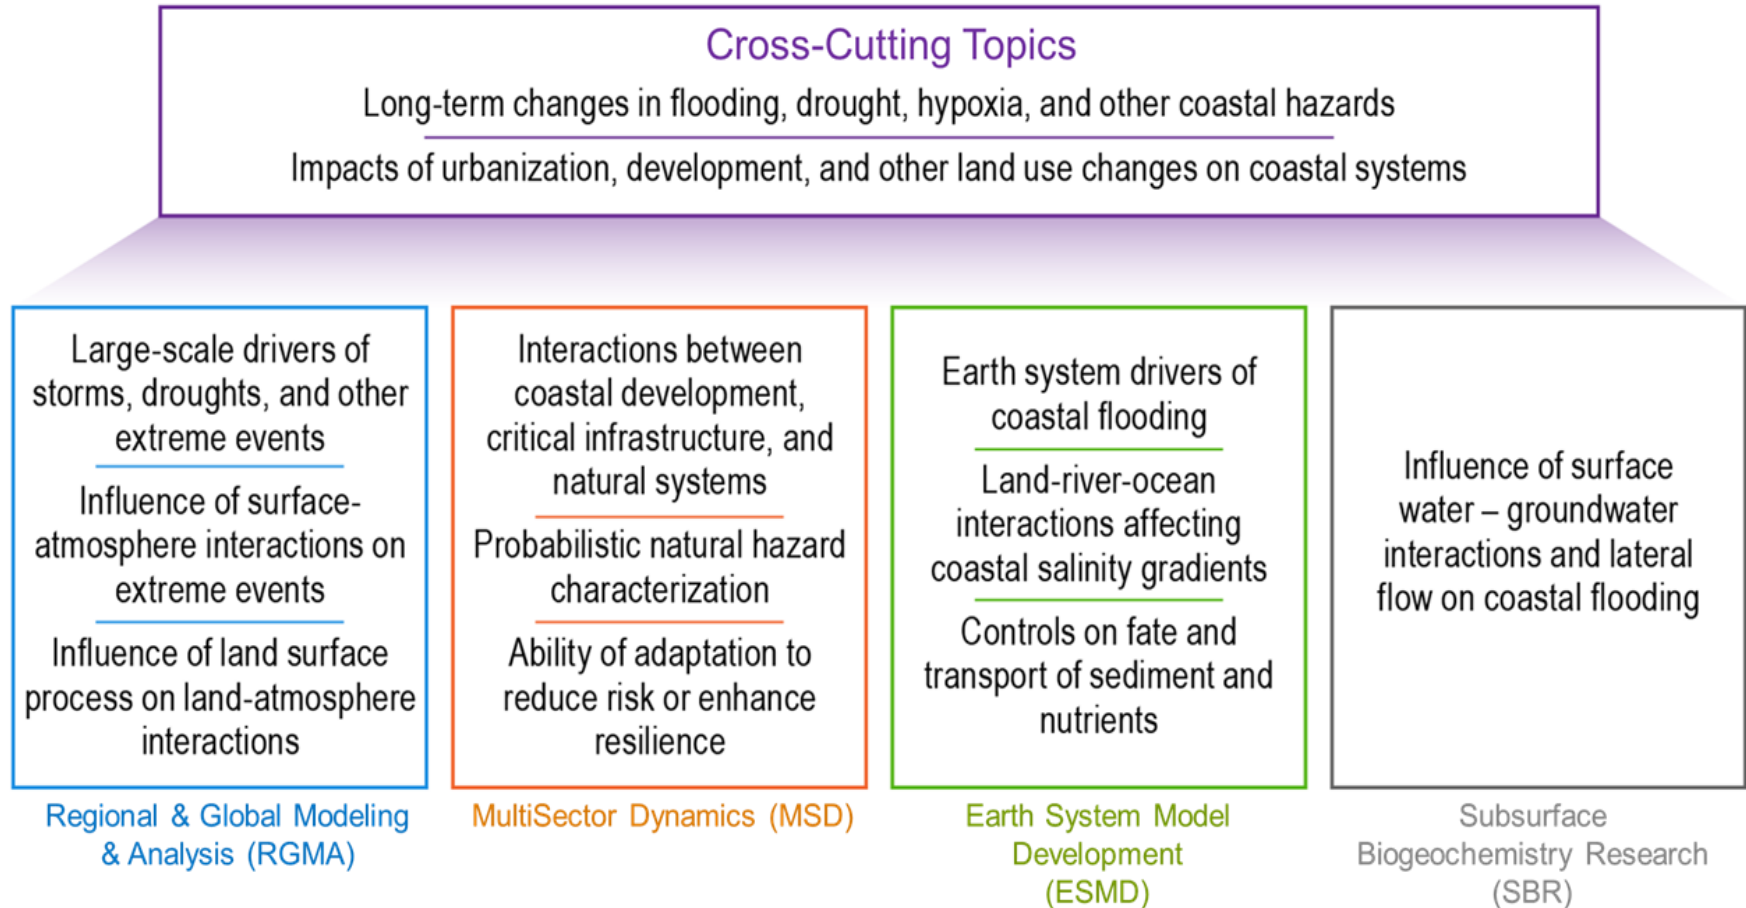 Cross-Cutting Topics
Long-term changes in flooding, drought, hypoxia, and other coastal hazards
Impacts of urbanization, development, and other land use changes on coastal systems
Large-scale drivers of
storms, droughts, and other
extreme events
Influence of surface-
atmosphere interactions on
extreme events
Influence of land surface
process on land-atmosphere
interactions
Regional & Global Modeling
& Analysis (RGMA)
Interactions between
coastal development,
critical infrastructure, and
natural systems
Probabilistic natural hazard
characterization
Ability of adaptation to
reduce risk or enhance
resilience
MultiSector Dynamics (MSD)
Earth system drivers of
coastal flooding
Land-river-ocean
interactions affecting
coastal salinity gradients
Controls on fate and
transport of sediment and
nutrients
Earth System Model
Development
(ESMD)
Influence of surface
water – groundwater
interactions and lateral
flow on coastal flooding
Subsurface
Biogeochemistry Research
(SBR)